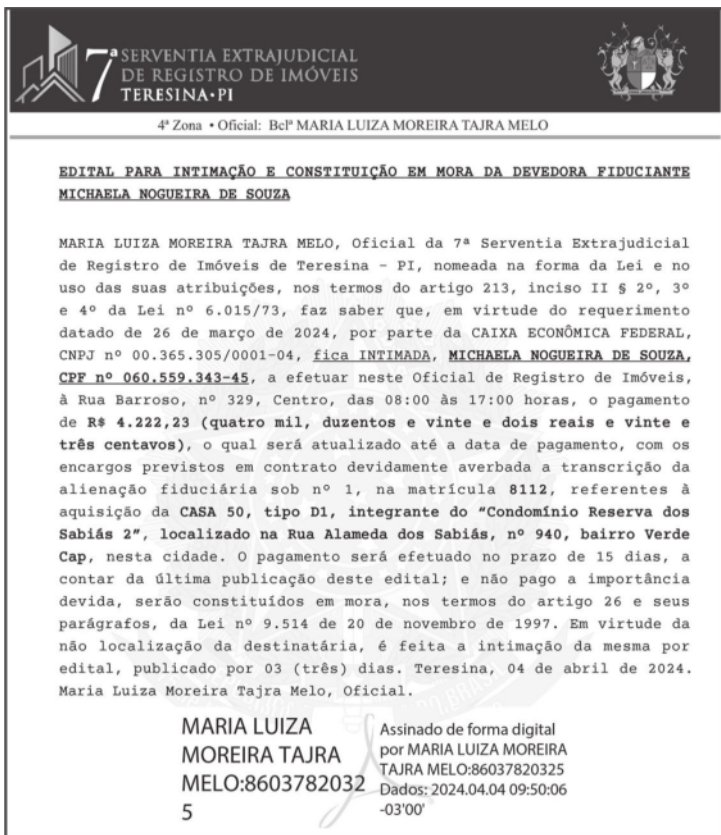 7ª SERVENTIA EXTRAJUDICIAL
DE REGISTRO DE IMÓVEIS
TERESINA•PI
4ª Zona • Oficial: Belª MARIA LUIZA MOREIRA TAJRA MELO
EDITAL PARA INTIMAÇÃO E CONSTITUIÇÃO EM MORA DA DEVEDORA FIDUCIANTE
MICHAELA NOGUEIRA DE SOUZA
MARIA LUIZA MOREIRA TAJRA MELO, Oficial da 7ª Serventia Extrajudicial
de Registro de Imóveis de Teresina – PI, nomeada na forma da Lei e no
uso das suas atribuições, nos termos do artigo 213, inciso II § 2º, 3º
e 4º da Lei nº 6.015/73, faz saber que, em virtude do requerimento
datado de 26 de março de 2024, por parte da CAIXA ECONÔMICA FEDERAL,
CNPJ nº 00.365.305/0001-04, fica INTIMADA, MICHAELA NOGUEIRA DE SOUZA,
CPF nº 060.559.343-45, a efetuar neste Oficial de Registro de Imóveis,
à Rua Barroso, nº 329, Centro, das 08:00 às 17:00 horas, o pagamento
de R$ 4.222,23 (quatro mil, duzentos e vinte e dois reais e vinte e
três centavos), o qual será atualizado até a data de pagamento, com os
encargos previstos em contrato devidamente averbada a transcrição da
alienação fiduciária sob nº 1, na matrícula 8112, referentes à
aquisição da CASA 50, tipo D1, integrante do “Condomínio Reserva dos
Sabiás 2”, localizado na Rua Alameda dos Sabiás, nº 940, bairro Verde
Cap, nesta cidade. O pagamento será efetuado no prazo de 15 dias, a
contar da última publicação deste edital; e não pago a importância
devida, serão constituídos em mora, nos termos do artigo 26 e seus
parágrafos, da Lei nº 9.514 de 20 de novembro de 1997. Em virtude da
não localização da destinatária, é feita a intimação da mesma por
edital, publicado por 03 (três) dias. Teresina, 04 de abril de 2024.
Maria Luiza Moreira Tajra Melo, Oficial.
MARIA LUIZA
MOREIRA TAJRA
MELO:8603782032
5
Assinado de forma digital
por MARIA LUIZA MOREIRA
TAJRA MELO:86037820325
Dados: 2024.04.04 09:50:06
-03'00'